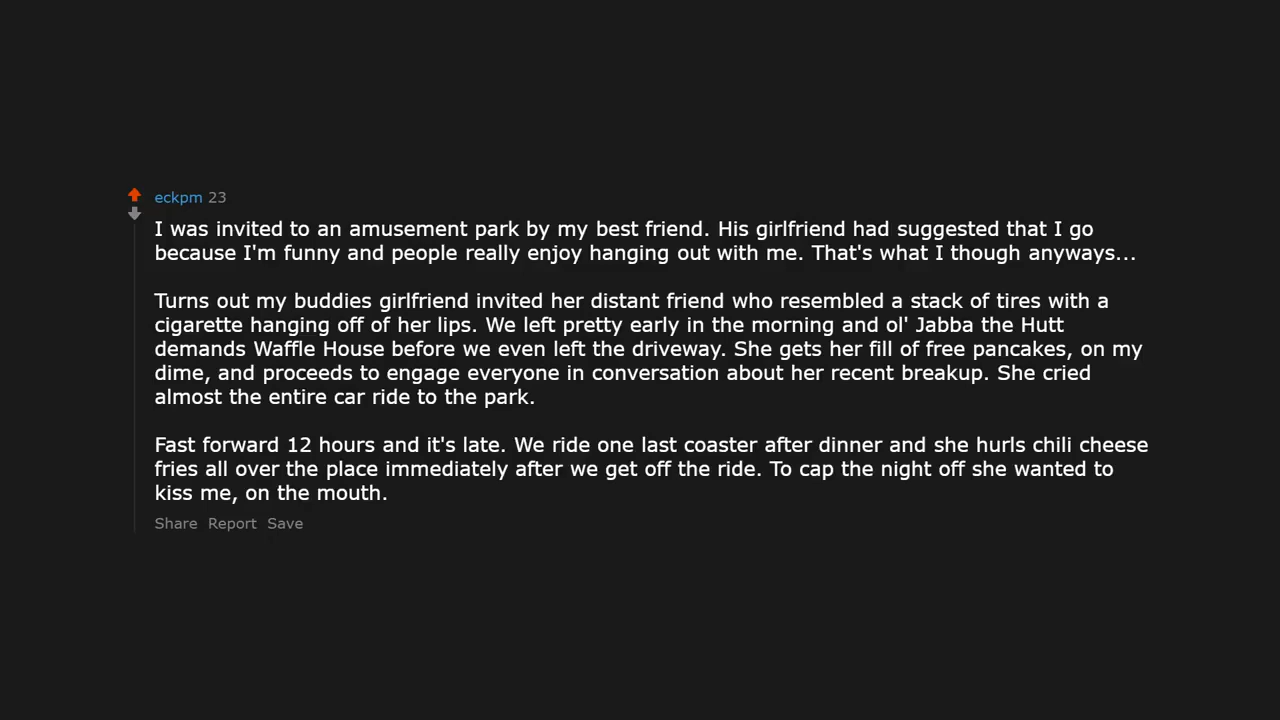 eckpm 23
I was invited to an amusement park by my best friend. His girlfriend had suggested that I go
because I'm funny and people really enjoy hanging out with me. That's what I though anyways...
Turns out my buddies girlfriend invited her distant friend who resembled a stack of tires with a
cigarette hanging off of her lips. We left pretty early in the morning and ol' Jabba the Hutt
demands Waffle House before we even left the driveway. She gets her fill of free pancakes, on my
dime, and proceeds to engage everyone in conversation about her recent breakup. She cried
almost the entire car ride to the park.
Fast forward 12 hours and it's late. We ride one last coaster after dinner and she hurls chili cheese
fries all over the place immediately after we get off the ride. To cap the night off she wanted to
kiss me, on the mouth.
Share Report Save